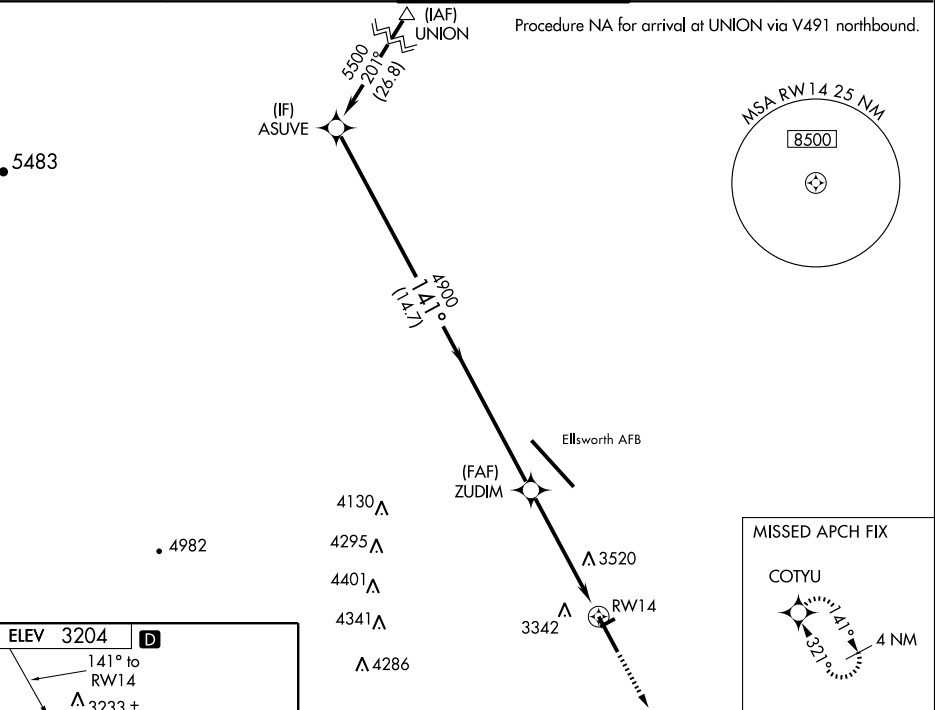 (IAF)
UNION
Procedure NA for arrival at UNION via V491 northbound.
5500
201°
(26.8)
(IF)
ASUVE
MSA RW14 25 NM
8500
5483
4900
141°
(14.7)
Ellsworth AFB
(FAF)
ZUDIM
4130
4295
4982
4401
4341
4286
3520
3342
RW14
MISSED APCH FIX
COTYU
141°
321°
4 NM
ELEV 3204 D
141° to
RW14
3233 ±